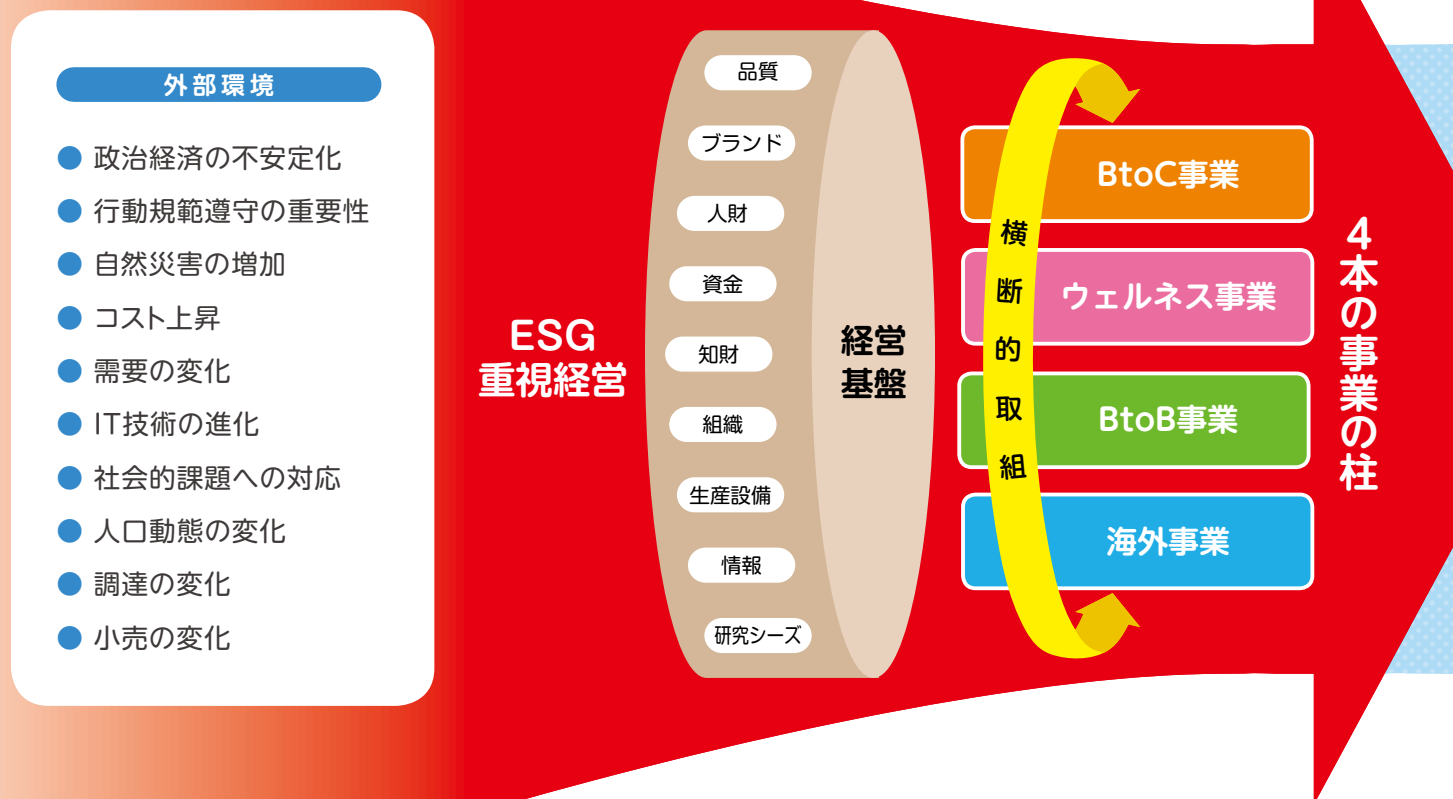 外部環境
● 政治経済の不安定化
● 行動規範遵守の重要性
● 自然災害の増加
● コスト上昇
● 需要の変化
● IT技術の進化
● 社会的課題への対応
● 人口動態の変化
● 調達の変化
● 小売の変化
ESG
重視経営
品質
ブランド
人財
資金
知財
組織
生産設備
情報
研究シーズ
経営
基盤
横断的取組
BtoC事業
ウェルネス事業
BtoB事業
海外事業
4本の事業の柱